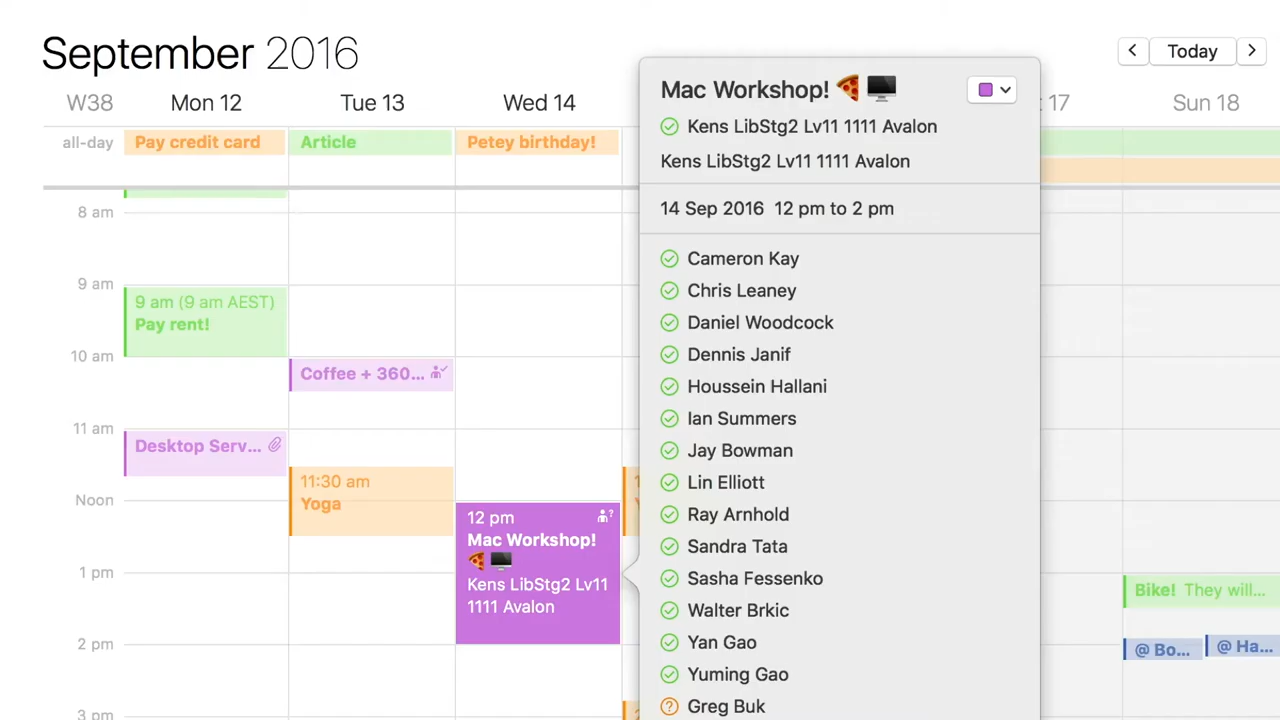 September 2016
Today
W38
Mon 12
Tue 13
Wed 14
17
Sun 18
all-day
Pay credit card
Article
Petey birthday!
8 am
9 am
10 am
11 am
Noon
1 pm
2 pm
3 pm
9 am (9 am AEST)
Pay rent!
Desktop Serv...
Coffee + 360...
11:30 am
Yoga
12 pm
Mac Workshop!
🍕🖥
Kens LibStg2 Lv11
1111 Avalon
Mac Workshop! 🍕🖥
Kens LibStg2 Lv11 1111 Avalon
Kens LibStg2 Lv11 1111 Avalon
14 Sep 2016 12 pm to 2 pm
Cameron Kay
Chris Leaney
Daniel Woodcock
Dennis Janif
Houssein Hallani
Ian Summers
Jay Bowman
Lin Elliott
Ray Arnhold
Sandra Tata
Sasha Fessenko
Walter Brkic
Yan Gao
Yuming Gao
Greg Buk
Bike! They will...
@ Bo...
@ Ha...